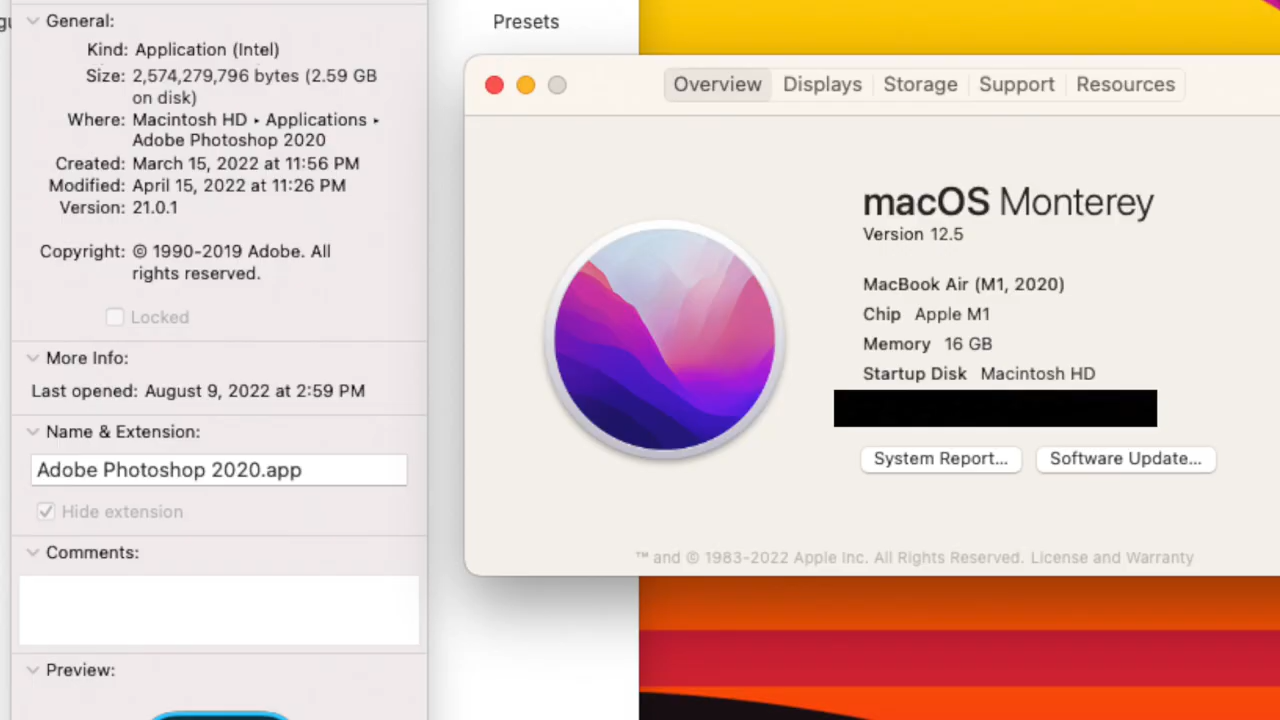 General:
Kind: Application (Intel)
Size: 2,574,279,796 bytes (2.59 GB
on disk)
Where: Macintosh HD ▸ Applications ▸
Adobe Photoshop 2020
Created: March 15, 2022 at 11:56 PM
Modified: April 15, 2022 at 11:26 PM
Version: 21.0.1
Copyright: © 1990-2019 Adobe. All
rights reserved.
Locked
More Info:
Last opened: August 9, 2022 at 2:59 PM
Name & Extension:
Adobe Photoshop 2020.app
Hide extension
Comments:
Preview:
Presets
Overview Displays Storage Support Resources
macOS Monterey
Version 12.5
MacBook Air (M1, 2020)
Chip Apple M1
Memory 16 GB
Startup Disk Macintosh HD
System Report... Software Update...
™ and © 1983-2022 Apple Inc. All Rights Reserved. License and Warranty